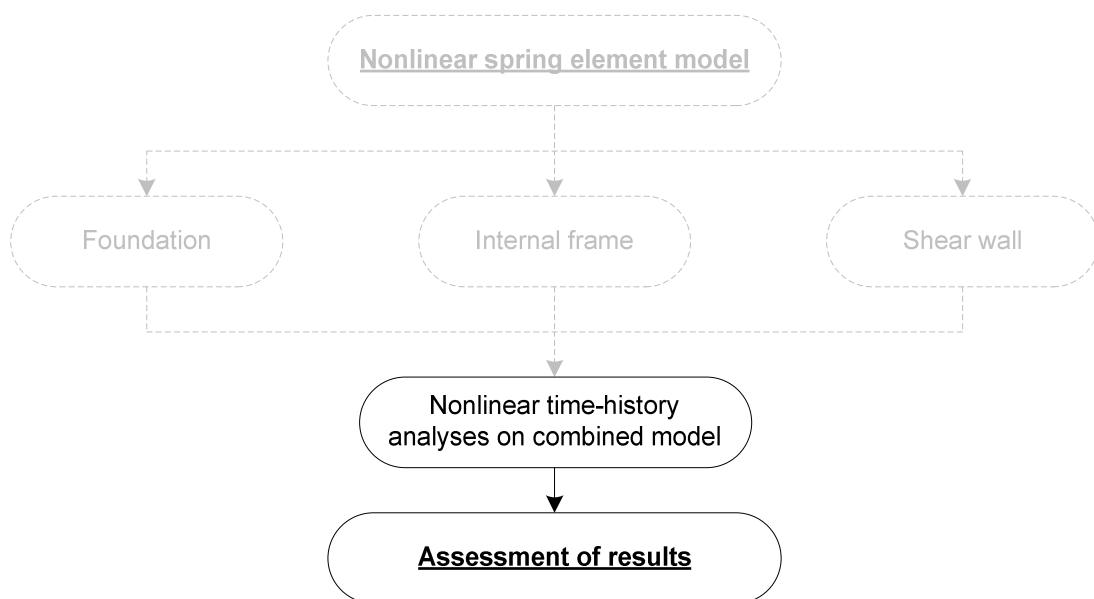 Nonlinear spring element model
Foundation
Internal frame
Shear wall
Nonlinear time-history
analyses on combined model
Assessment of results